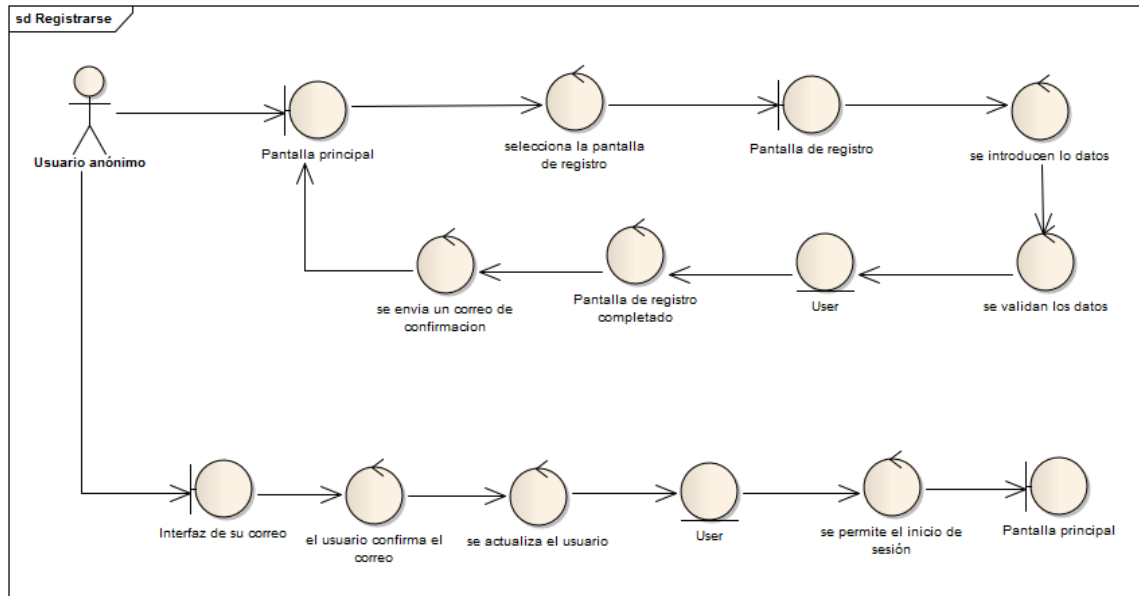 sd Registrarse
Usuario anónimo
Pantalla principal
selecciona la pantalla
de registro
Pantalla de registro
se introducen lo datos
se envia un correo de
confirmacion
Pantalla de registro
completado
User
se validan los datos
Interfaz de su correo
el usuario confirma el
correo
se actualiza el usuario
User
se permite el inicio de
sesión
Pantalla principal